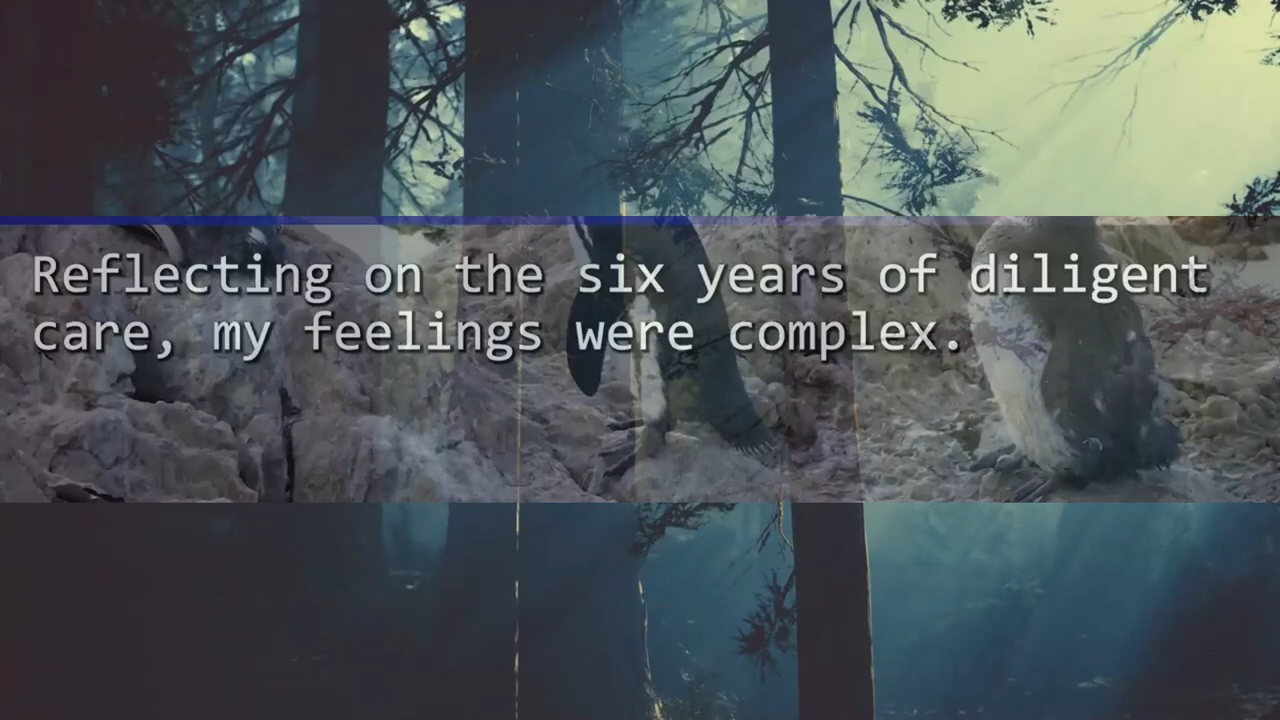 Reflecting on the six years of diligent
care, my feelings were complex.